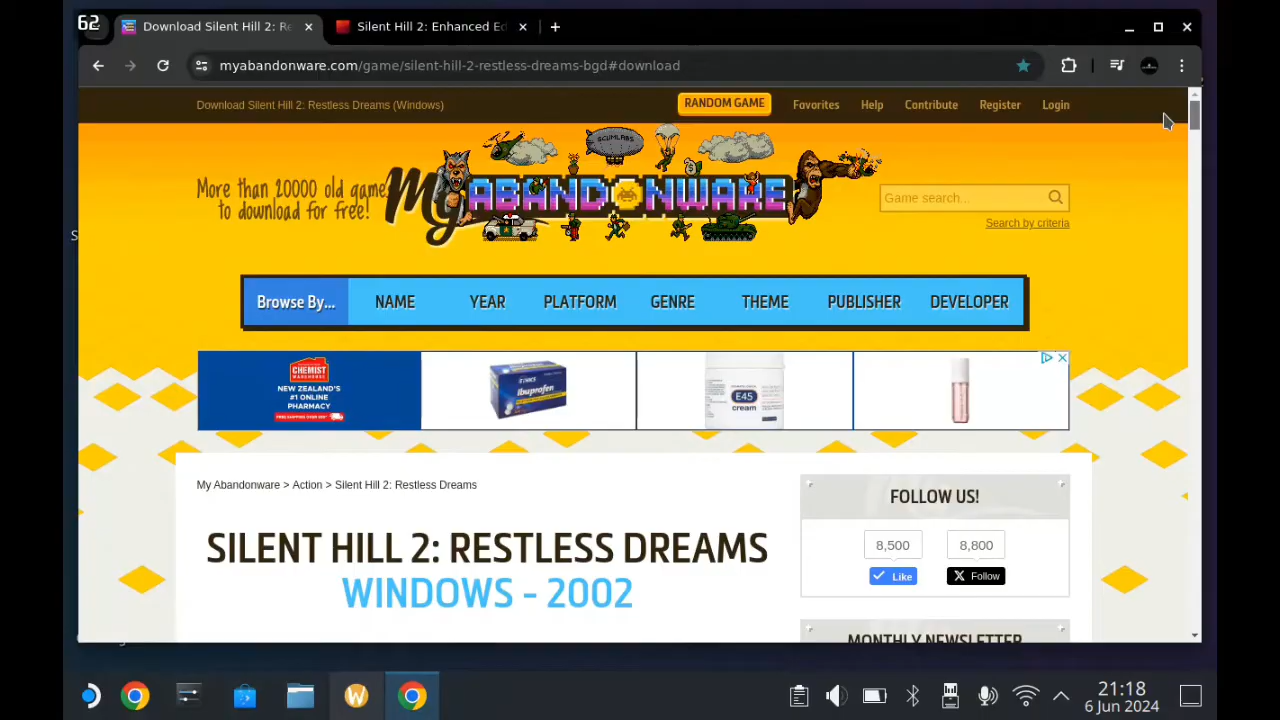 62
Download Silent Hill 2: Re
Silent Hill 2: Enhanced Ed
myabandonware.com/game/silent-hill-2-restless-dreams-bgd#download
Download Silent Hill 2: Restless Dreams (Windows)
RANDOM GAME
Favorites
Help
Contribute
Register
Login
SCUMLABS
More than 20000 old games
to download for free!
My ABANDONWARE
Game search...
Search by criteria
Browse By...
NAME
YEAR
PLATFORM
GENRE
THEME
PUBLISHER
DEVELOPER
CHEMIST
WAREHOUSE
NEW ZEALAND'S
#1 ONLINE
PHARMACY
ibuprofen
E45
cream
My Abandonware > Action > Silent Hill 2: Restless Dreams
SILENT HILL 2: RESTLESS DREAMS
WINDOWS - 2002
FOLLOW US!
8,500
8,800
Like
Follow
MONTHLY NEWSLETTER
21:18
6 Jun 2024